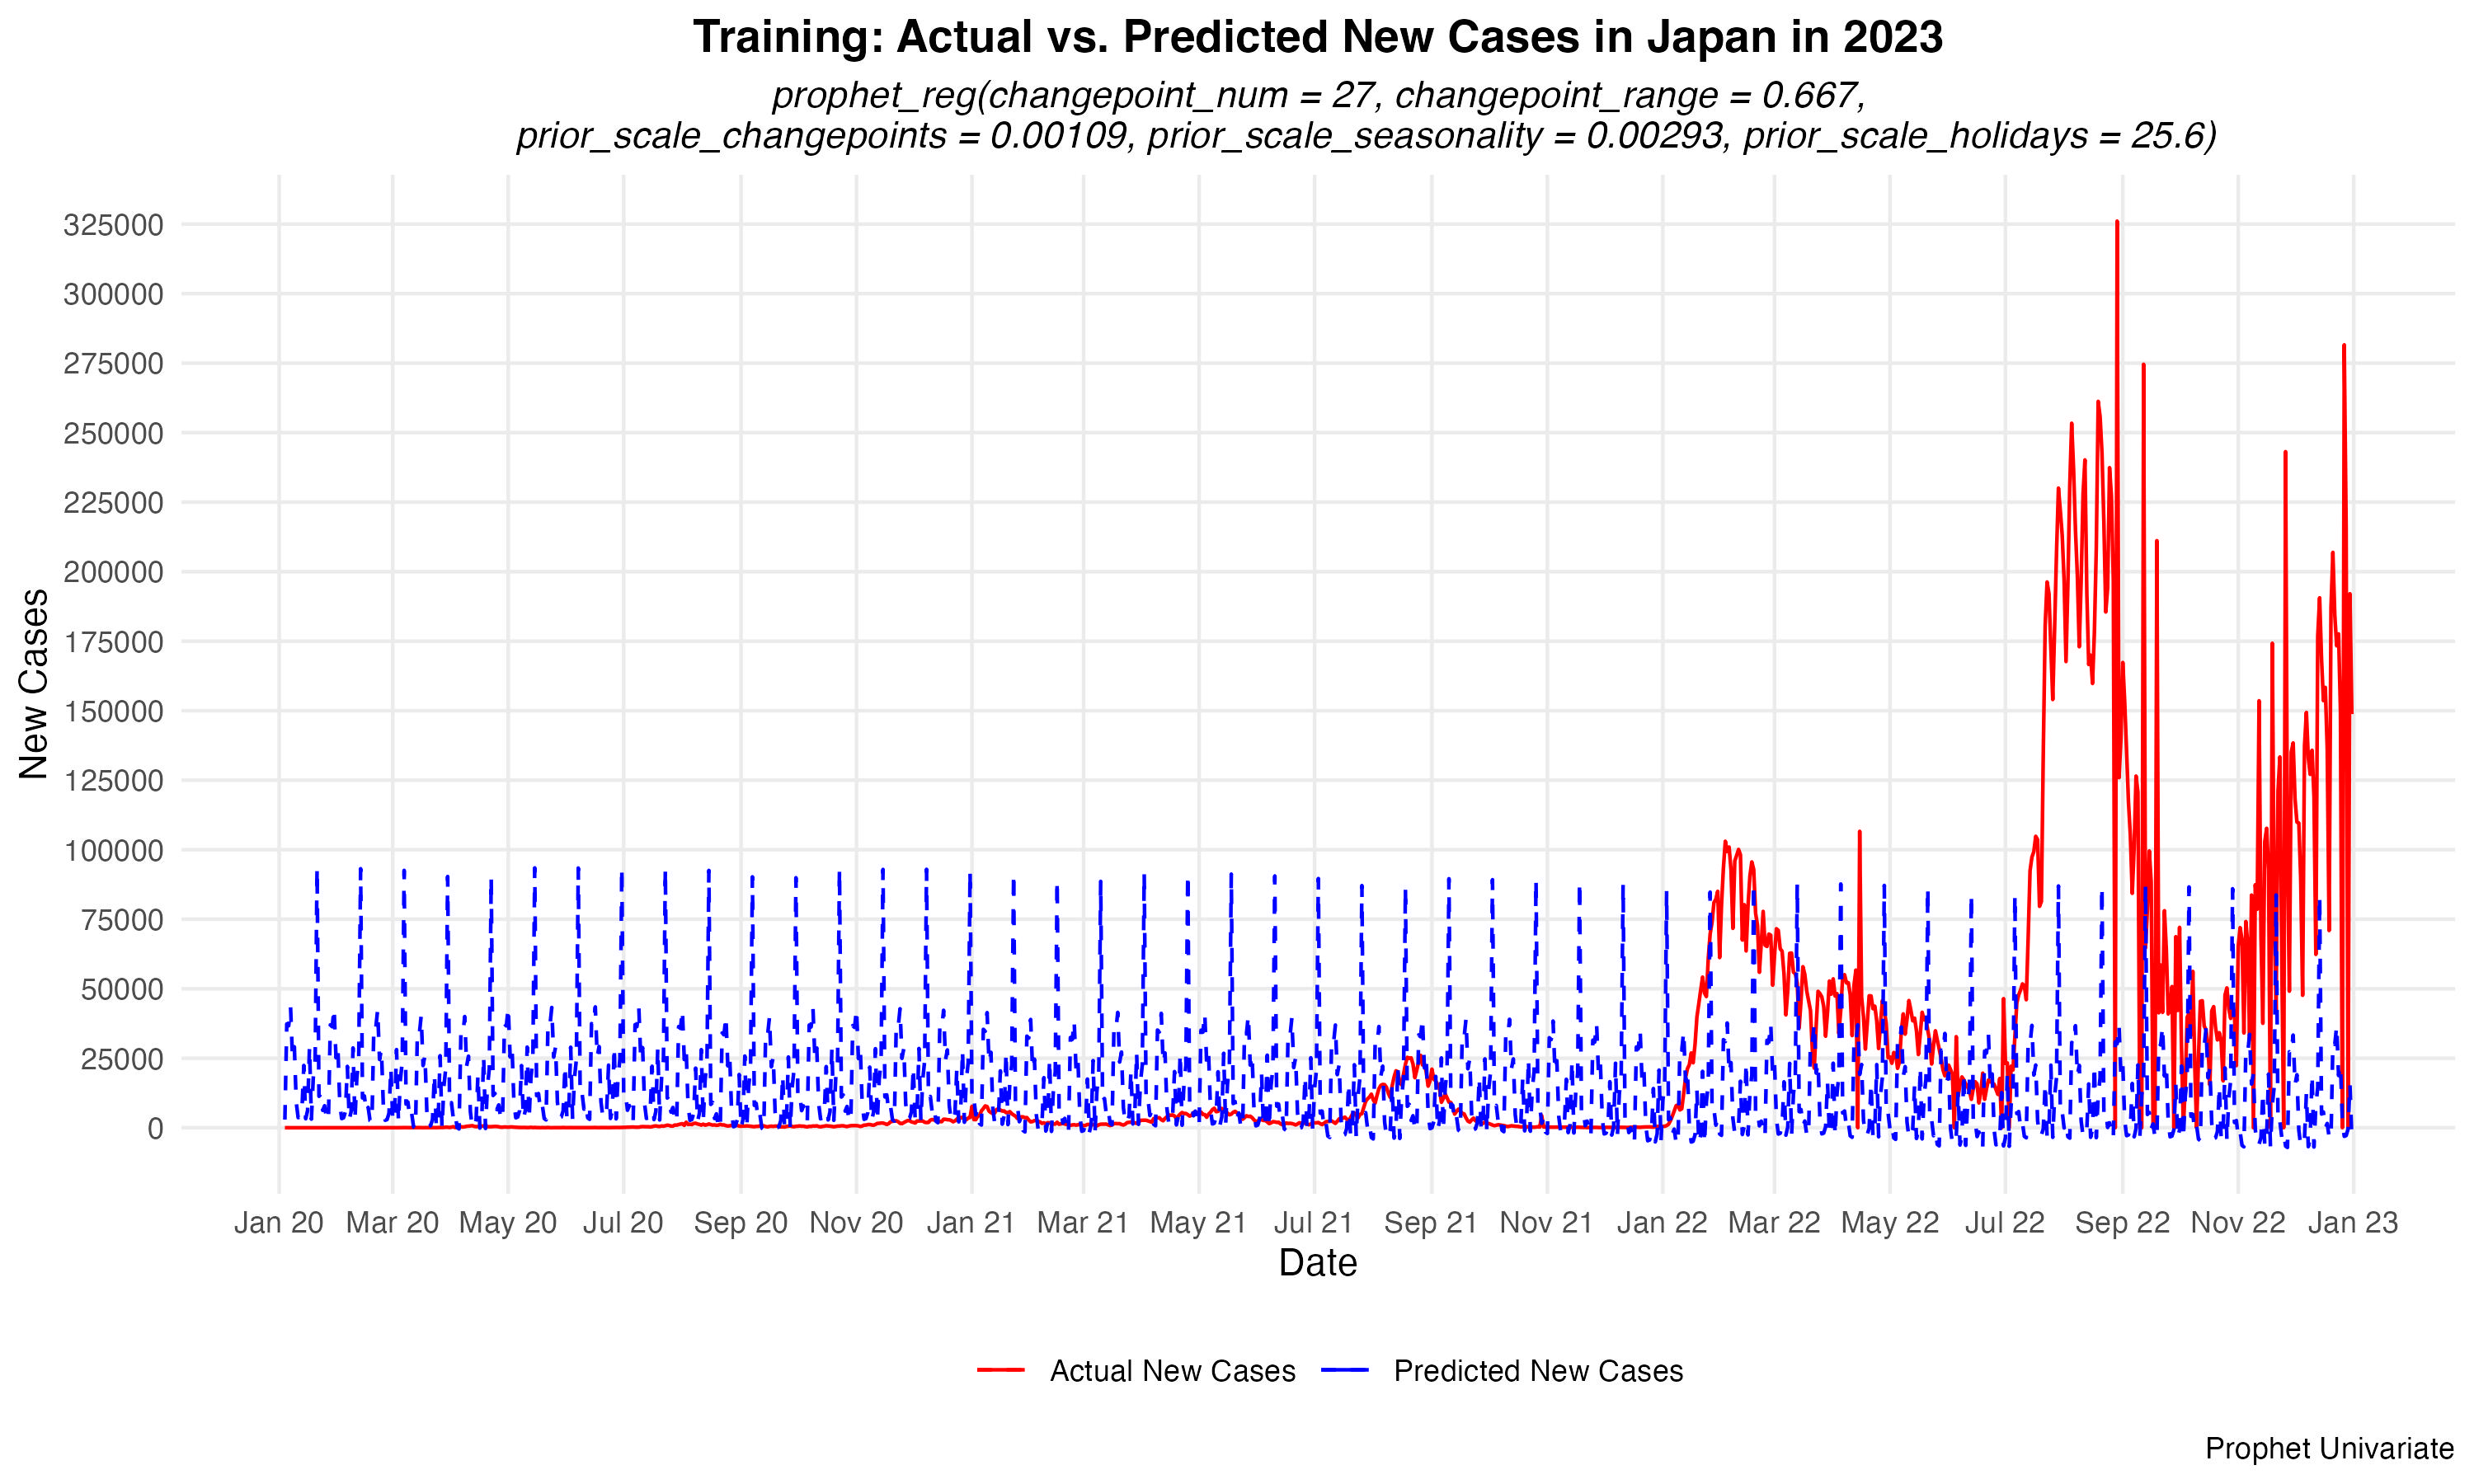 Training: Actual vs. Predicted New Cases in Japan in 2023
prophet_reg(changepoint_num = 27, changepoint_range = 0.667,
prior_scale_changepoints = 0.00109, prior_scale_seasonality = 0.00293, prior_scale_holidays = 25.6)
New Cases
325000
300000
275000
250000
225000
200000
175000
150000
125000
100000
75000
50000
25000
0
Jan 20 Mar 20 May 20 Jul 20 Sep 20 Nov 20 Jan 21 Mar 21 May 21 Jul 21 Sep 21 Nov 21 Jan 22 Mar 22 May 22 Jul 22 Sep 22 Nov 22 Jan 23
Date
Actual New Cases Predicted New Cases
Prophet Univariate